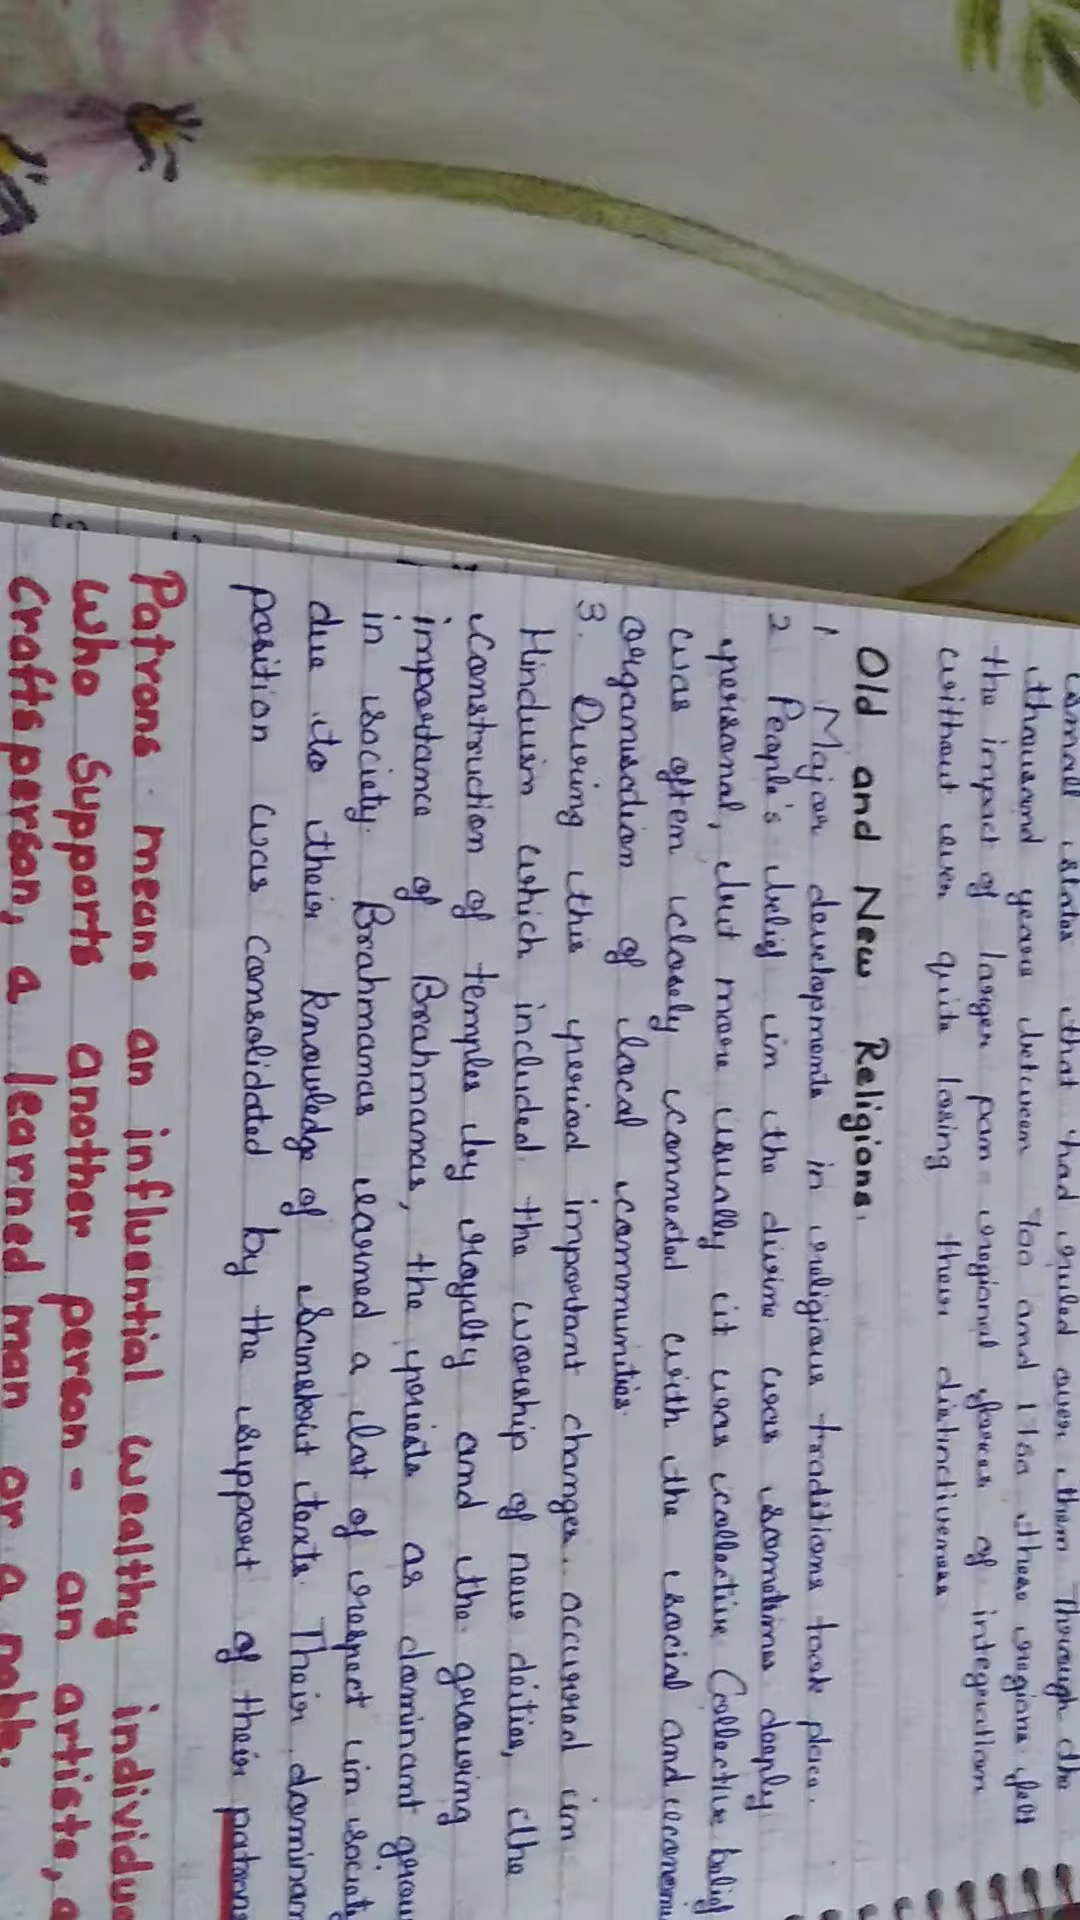 small states that had ruled over them. Through the
thousand years between 700 and 1750 these regions felt
the impact of larger pan-regional forces of integration
without ever quite losing their distinctiveness
Old and New Religions.
1 Major developments in religious traditions took place.
2 People's belief in the divine was sometimes deeply
personal, but more usually it was collective. Collective belief
was often closely connected with the social and economi
organisation of local communities.
3. During this period important changes occurred in
Hinduism which included the worship of new deities, the
construction of temples by royalty and the growing
importance of Brahmanas, the priests as dominant grou
in society. Brahmanas earned a lot of respect in society
due to their knowledge of Sanskrit texts. Their dominan
position was consolidated by the support of their patrons
Patrons means an influential wealthy individua
who Supports another person - an artiste, a
Craftsperson, a learned man or a noble.